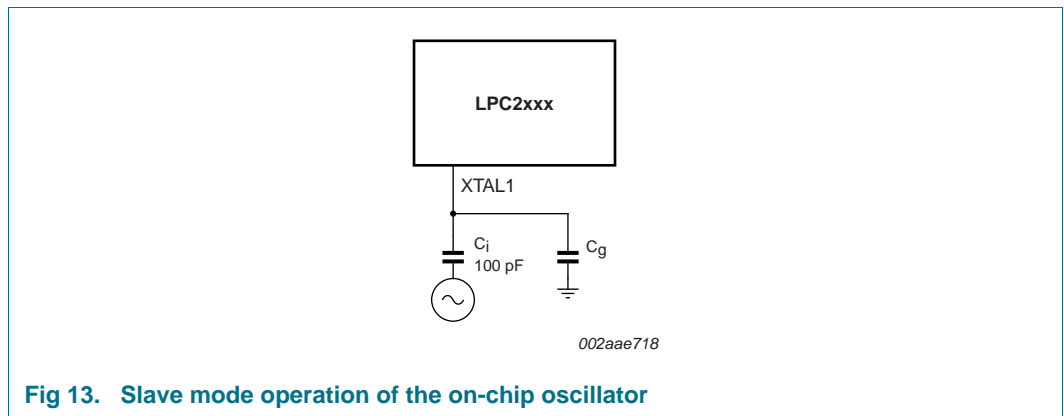 LPC2xxx
XTAL1
Ci
100 pF
Cg
002aae718
Fig 13. Slave mode operation of the on-chip oscillator